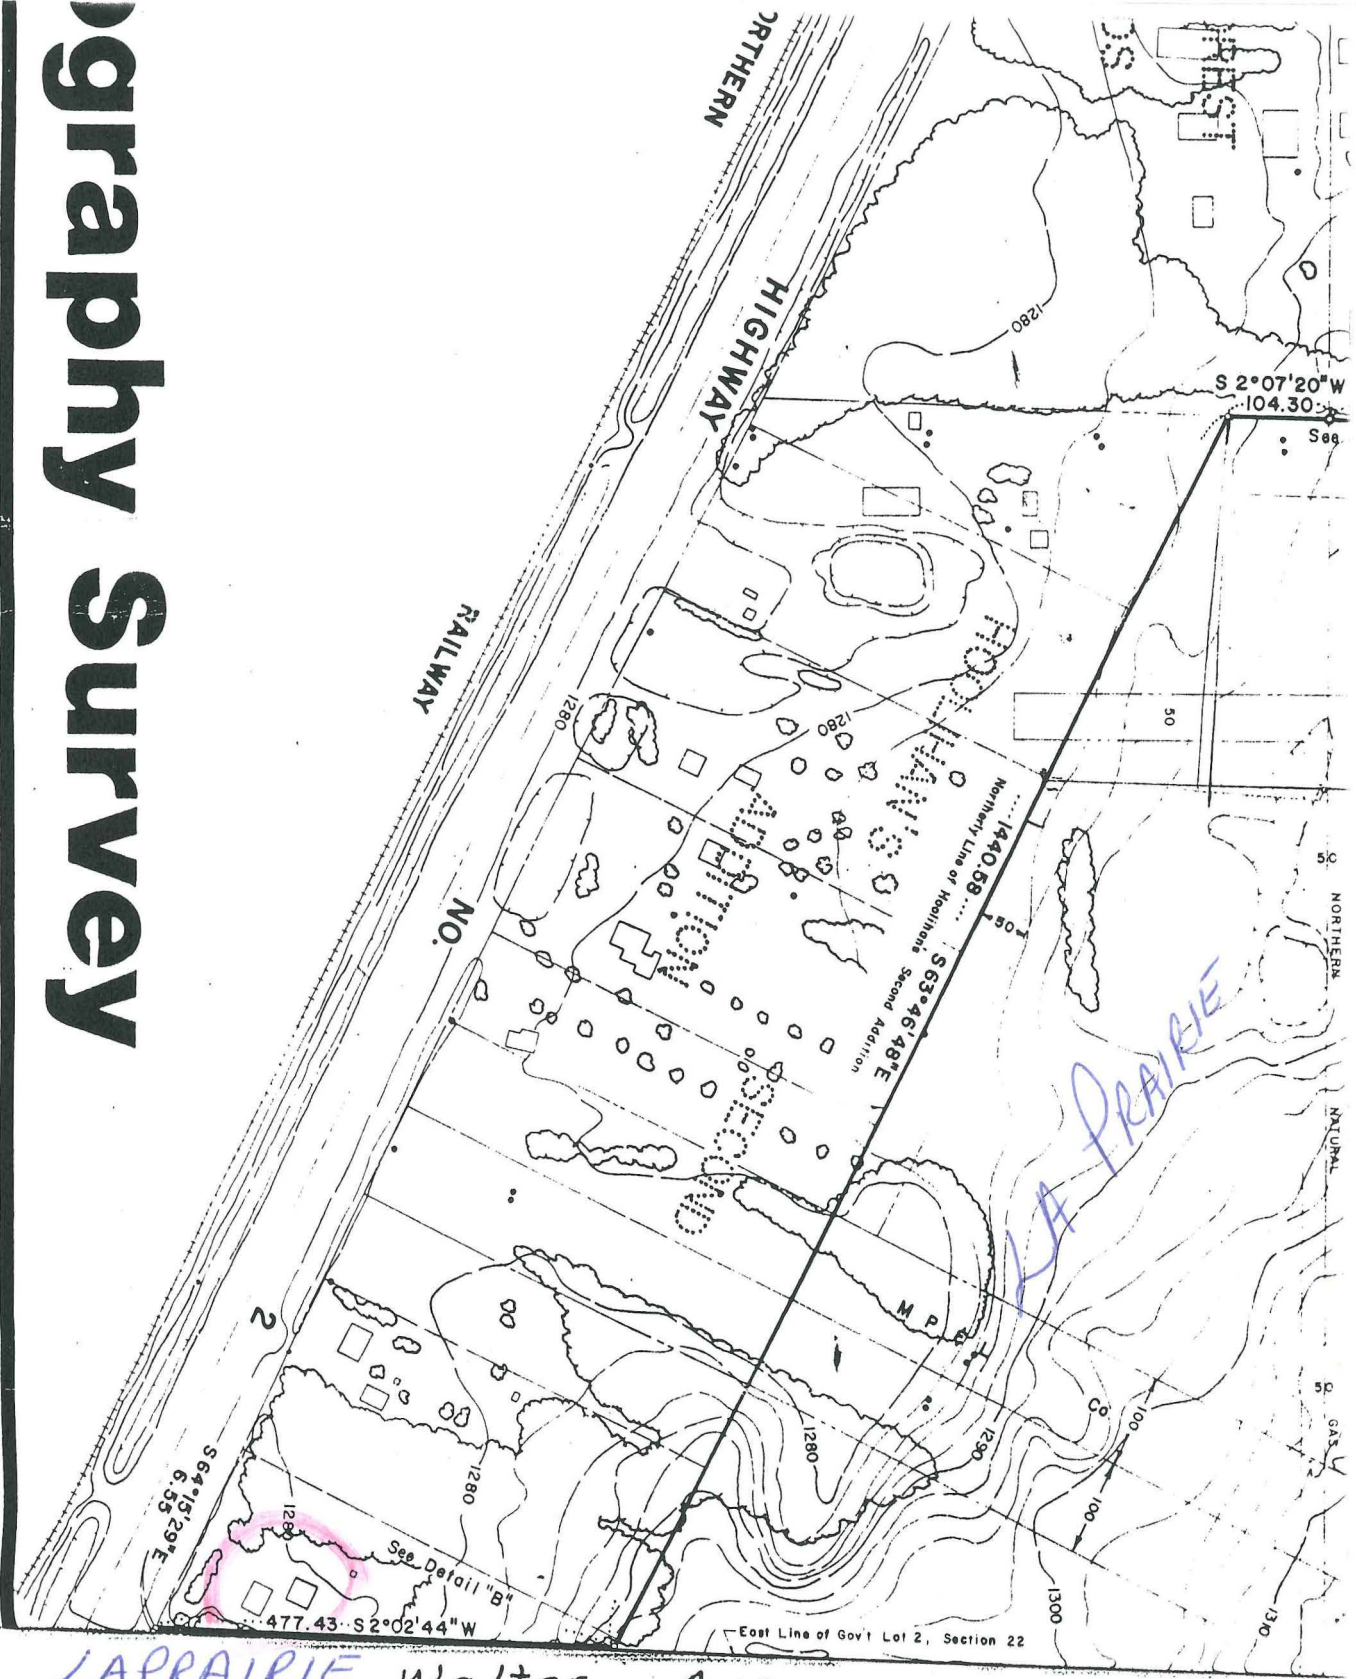 ography Survey
ORTHERN
RAILWAY
HIGHWAY
NO.
2
S 2°07'20"W
104.30
See
1280
1280
1280
HOOLIHAN'S
SECOND
ADDITION
1440.58
S63°46'48"E
Northerly Line of Hoolihans Second Addition
50
50
50
NORTHERN
NATURAL
50
GAS
LA PRAIRIE
M P
Co
100
100
1280
1290
1300
1310
1280
1280
See Detail "B"
S64°15'29"E
6.55
477.43 S2°02'44"W
East Line of Gov't Lot 2, Section 22
LAPRAIRIE